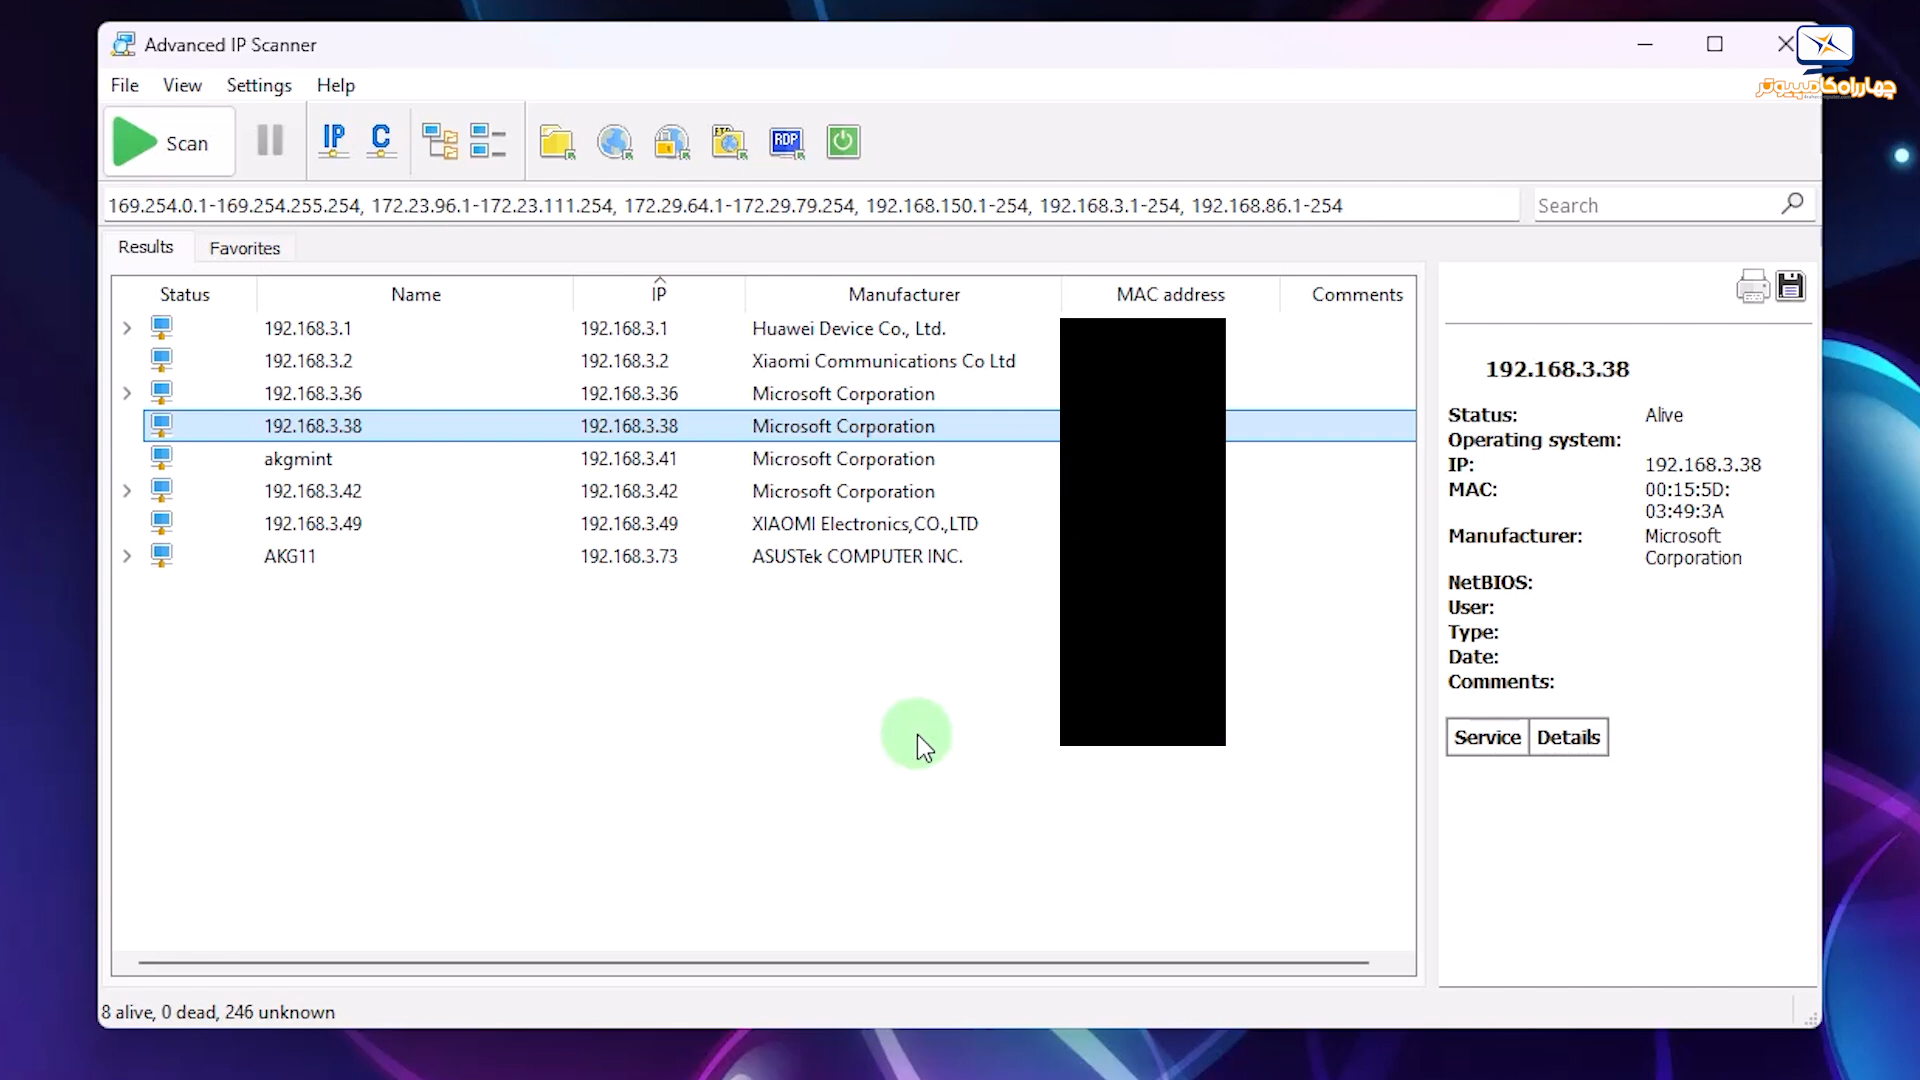 Advanced IP Scanner
چهارراه کامپیوتر
File View Settings Help
Scan IP C FTP RDP
169.254.0.1-169.254.255.254, 172.23.96.1-172.23.111.254, 172.29.64.1-172.29.79.254, 192.168.150.1-254, 192.168.3.1-254, 192.168.86.1-254 Search
Results Favorites
Status Name IP Manufacturer MAC address Comments
192.168.3.1 192.168.3.1 Huawei Device Co., Ltd.
192.168.3.2 192.168.3.2 Xiaomi Communications Co Ltd
192.168.3.36 192.168.3.36 Microsoft Corporation
192.168.3.38 192.168.3.38 Microsoft Corporation
akgmint 192.168.3.41 Microsoft Corporation
192.168.3.42 192.168.3.42 Microsoft Corporation
192.168.3.49 192.168.3.49 XIAOMI Electronics,CO.,LTD
AKG11 192.168.3.73 ASUSTek COMPUTER INC.
192.168.3.38
Status: Alive
Operating system:
IP: 192.168.3.38
MAC: 00:15:5D:
03:49:3A
Manufacturer: Microsoft
Corporation
NetBIOS:
User:
Type:
Date:
Comments:
Service Details
8 alive, 0 dead, 246 unknown